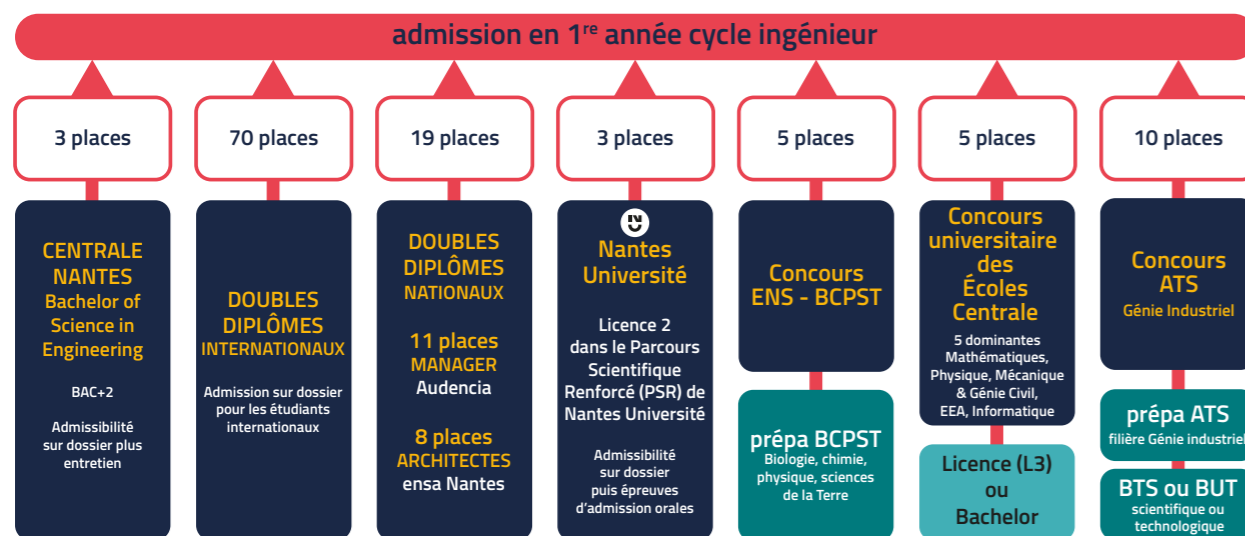 admission en 1re année cycle ingénieur
3 places
70 places
19 places
3 places
5 places
5 places
10 places
CENTRALE
NANTES
Bachelor of
Science in
Engineering
BAC+2
Admissibilité
sur dossier plus
entretien
DOUBLES
DIPLÔMES
INTERNATIONAUX
Admission sur dossier
pour les étudiants
internationaux
DOUBLES
DIPLÔMES
NATIONAUX
11 places
MANAGER
Audencia
8 places
ARCHITECTES
ensa Nantes
Nantes
Université
Licence 2
dans le Parcours
Scientifique
Renforcé (PSR) de
Nantes Université
Admissibilité
sur dossier
puis épreuves
d'admission orales
Concours
ENS - BCPST
prépa BCPST
Biologie, chimie,
physique, sciences
de la Terre
Concours
universitaire
des
Écoles
Centrale
5 dominantes
Mathématiques,
Physique, Mécanique
& Génie Civil,
EEA, Informatique
Licence (L3)
ou
Bachelor
Concours
ATS
Génie Industriel
prépa ATS
filière Génie industriel
BTS ou BUT
scientifique ou
technologique